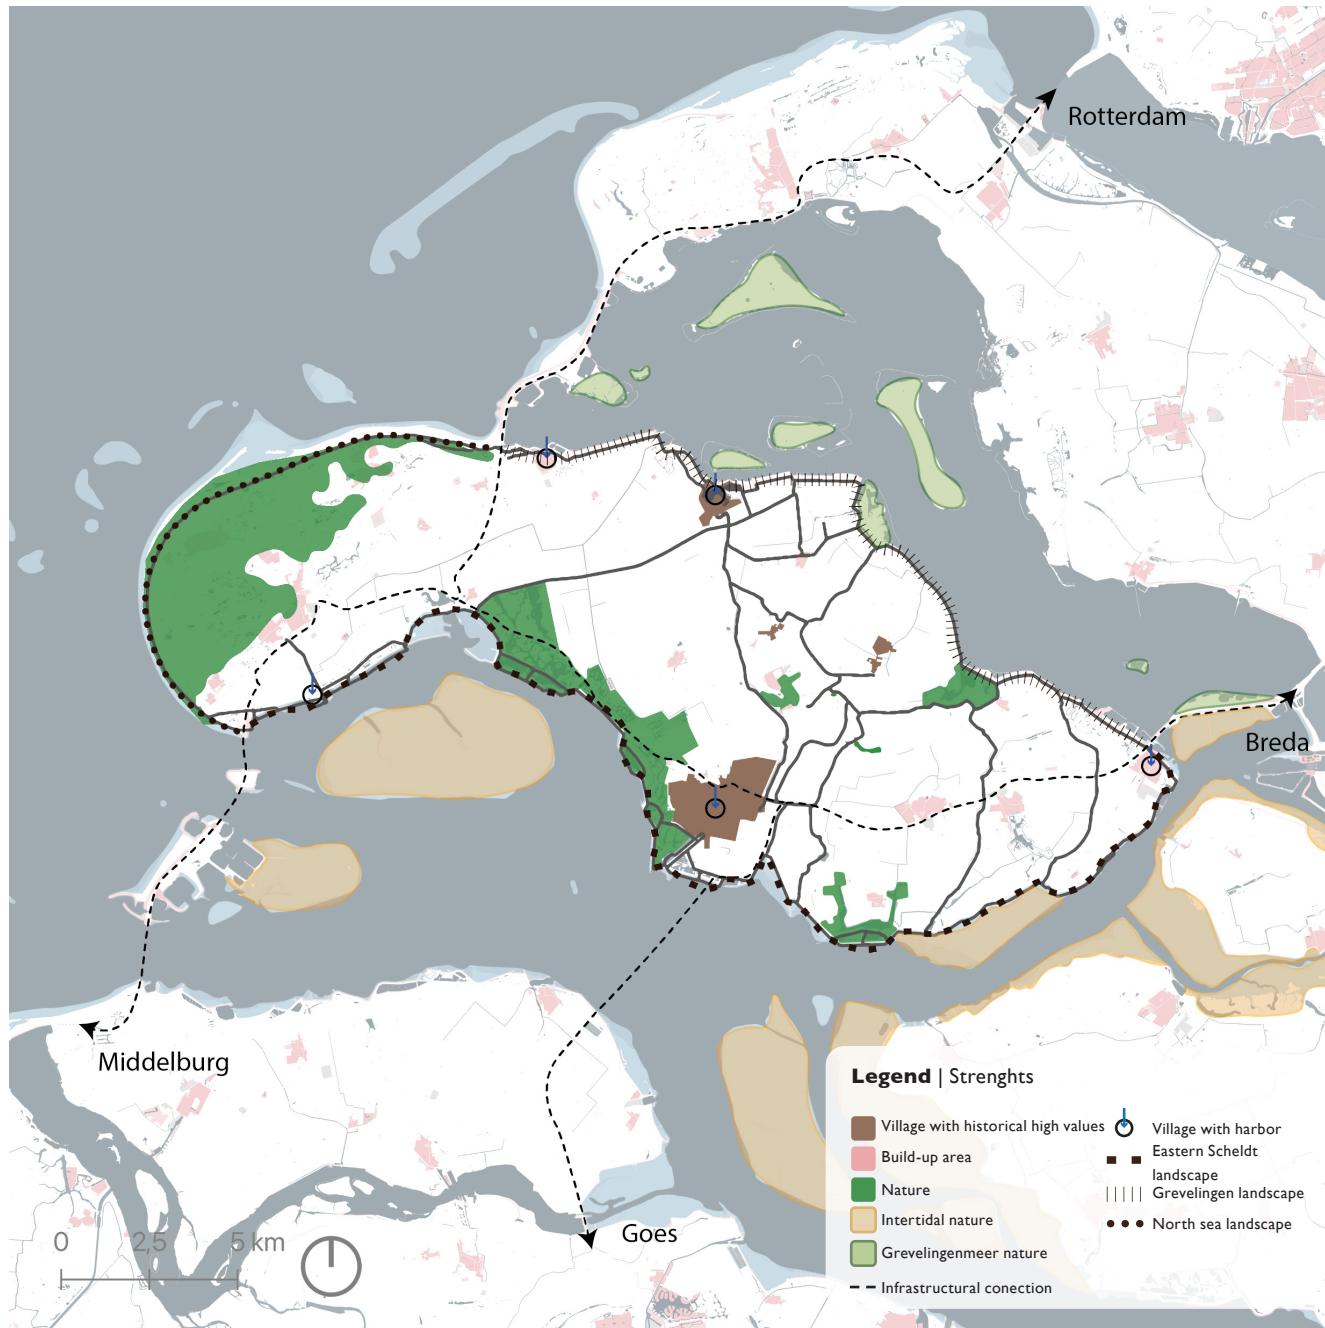 Rotterdam
Breda
Middelburg
Goes
0 2,5 5 km
Legend | Strenghts
Village with historical high values
Build-up area
Nature
Intertidal nature
Grevelingenmeer nature
Infrastructural conection
Village with harbor
Eastern Scheldt
landscape
Grevelingen landscape
North sea landscape